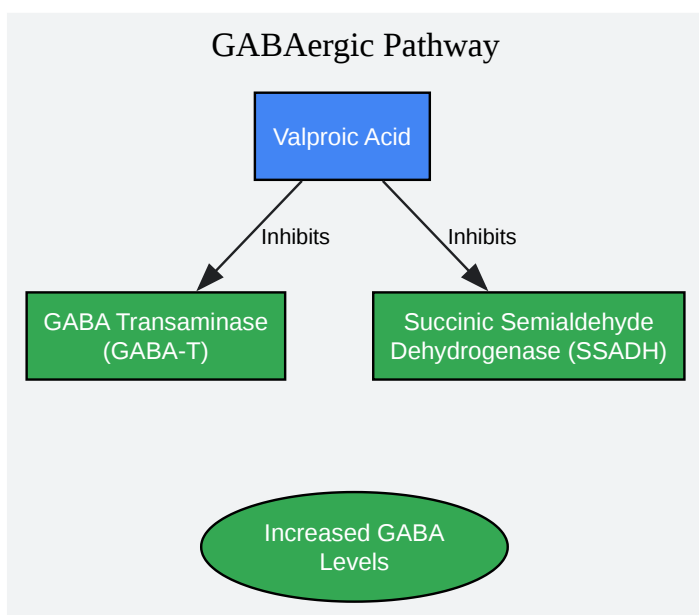 GABAergic Pathway
Valproic Acid
Inhibits
Inhibits
GABA Transaminase
(GABA-T)
Succinic Semialdehyde
Dehydrogenase (SSADH)
Increased GABA
Levels